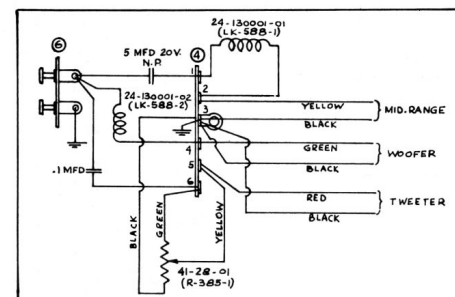 24-130001-01
(LK-588-1)
⑥
5 MFD 20V.
N.P.
④
1
24-130001-02
(LK-588-2)
2
YELLOW
MID. RANGE
3
BLACK
GREEN
4
WOOFER
BLACK
.1 MFD
5
RED
TWEETER
6
BLACK
BLACK
GREEN
YELLOW
41-28-01
(R-385-1)